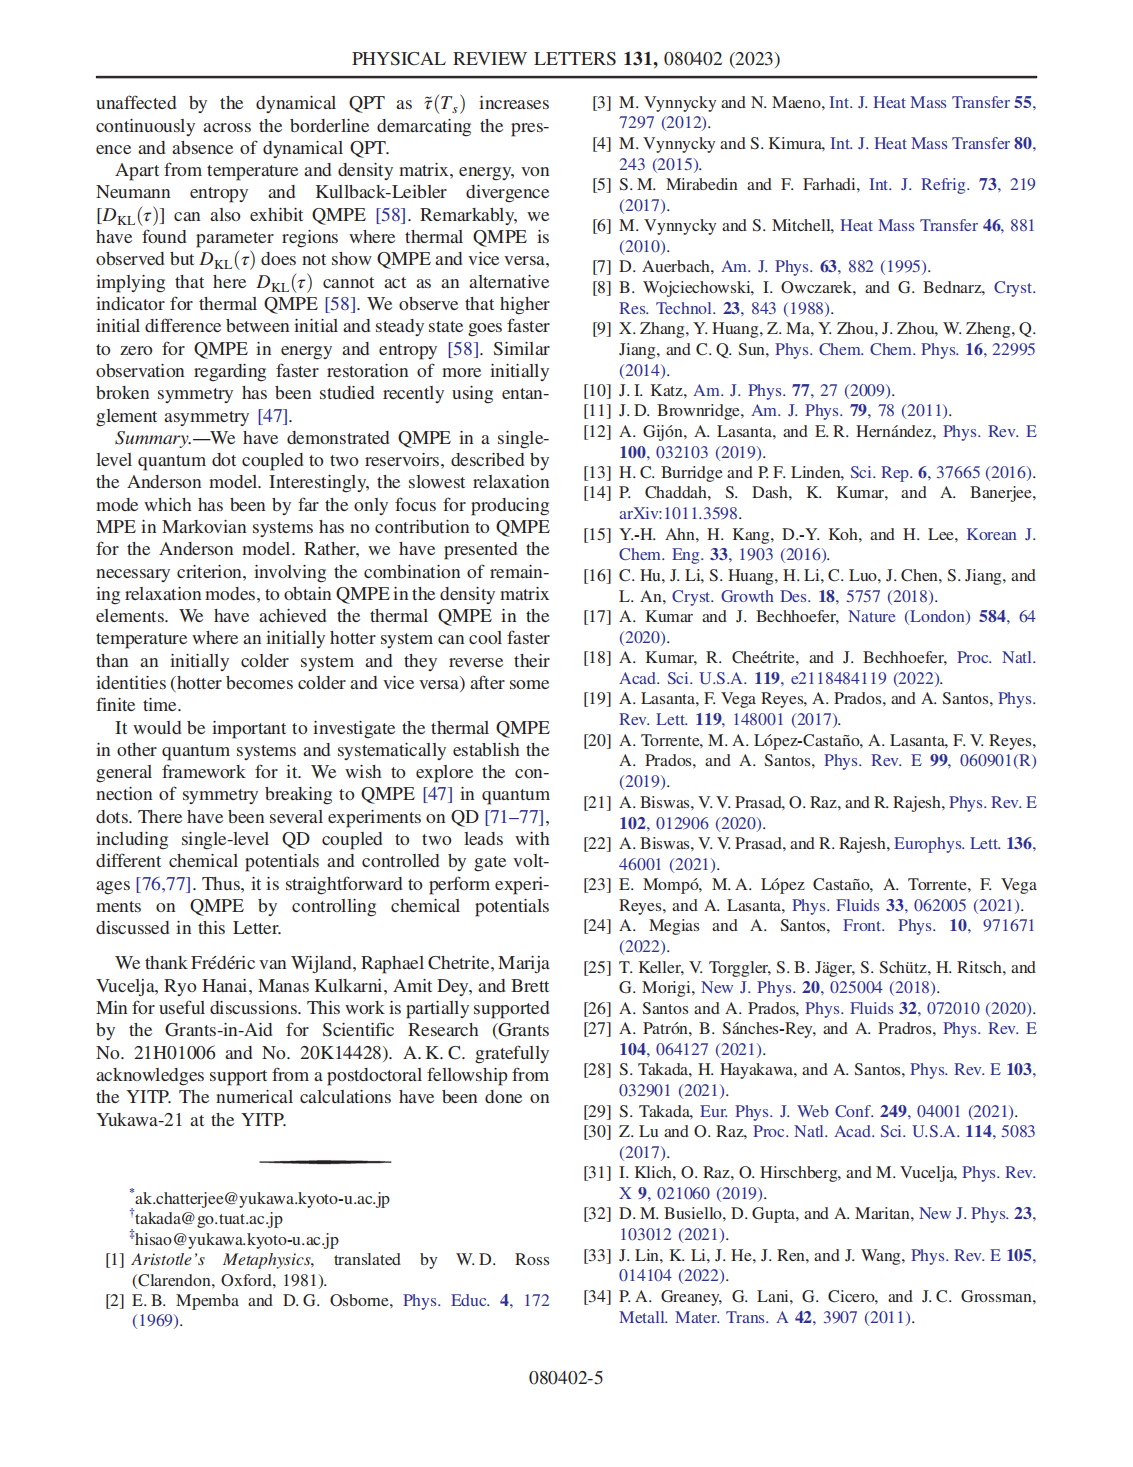 PHYSICAL REVIEW LETTERS 131, 080402 (2023)
unaffected by the dynamical QPT as τ̃(Tₛ) increases
continuously across the borderline demarcating the pres-
ence and absence of dynamical QPT.
Apart from temperature and density matrix, energy, von
Neumann entropy and Kullback-Leibler divergence
[D_KL(τ)] can also exhibit QMPE [58]. Remarkably, we
have found parameter regions where thermal QMPE is
observed but D_KL(τ) does not show QMPE and vice versa,
implying that here D_KL(τ) cannot act as an alternative
indicator for thermal QMPE [58]. We observe that higher
initial difference between initial and steady state goes faster
to zero for QMPE in energy and entropy [58]. Similar
observation regarding faster restoration of more initially
broken symmetry has been studied recently using entan-
glement asymmetry [47].
Summary.—We have demonstrated QMPE in a single-
level quantum dot coupled to two reservoirs, described by
the Anderson model. Interestingly, the slowest relaxation
mode which has been by far the only focus for producing
MPE in Markovian systems has no contribution to QMPE
for the Anderson model. Rather, we have presented the
necessary criterion, involving the combination of remain-
ing relaxation modes, to obtain QMPE in the density matrix
elements. We have achieved the thermal QMPE in the
temperature where an initially hotter system can cool faster
than an initially colder system and they reverse their
identities (hotter becomes colder and vice versa) after some
finite time.
It would be important to investigate the thermal QMPE
in other quantum systems and systematically establish the
general framework for it. We wish to explore the con-
nection of symmetry breaking to QMPE [47] in quantum
dots. There have been several experiments on QD [71–77],
including single-level QD coupled to two leads with
different chemical potentials and controlled by gate volt-
ages [76,77]. Thus, it is straightforward to perform experi-
ments on QMPE by controlling chemical potentials
discussed in this Letter.
We thank Frédéric van Wijland, Raphael Chetrite, Marija
Vucelja, Ryo Hanai, Manas Kulkarni, Amit Dey, and Brett
Min for useful discussions. This work is partially supported
by the Grants-in-Aid for Scientific Research (Grants
No. 21H01006 and No. 20K14428). A. K. C. gratefully
acknowledges support from a postdoctoral fellowship from
the YITP. The numerical calculations have been done on
Yukawa-21 at the YITP.
*ak.chatterjee@yukawa.kyoto-u.ac.jp
†takada@go.tuat.ac.jp
‡hisao@yukawa.kyoto-u.ac.jp
[1] Aristotle's Metaphysics, translated by W. D. Ross
(Clarendon, Oxford, 1981).
[2] E. B. Mpemba and D. G. Osborne, Phys. Educ. 4, 172
(1969).
[3] M. Vynnycky and N. Maeno, Int. J. Heat Mass Transfer 55,
7297 (2012).
[4] M. Vynnycky and S. Kimura, Int. J. Heat Mass Transfer 80,
243 (2015).
[5] S. M. Mirabedin and F. Farhadi, Int. J. Refrig. 73, 219
(2017).
[6] M. Vynnycky and S. Mitchell, Heat Mass Transfer 46, 881
(2010).
[7] D. Auerbach, Am. J. Phys. 63, 882 (1995).
[8] B. Wojciechowski, I. Owczarek, and G. Bednarz, Cryst.
Res. Technol. 23, 843 (1988).
[9] X. Zhang, Y. Huang, Z. Ma, Y. Zhou, J. Zhou, W. Zheng, Q.
Jiang, and C. Q. Sun, Phys. Chem. Chem. Phys. 16, 22995
(2014).
[10] J. I. Katz, Am. J. Phys. 77, 27 (2009).
[11] J. D. Brownridge, Am. J. Phys. 79, 78 (2011).
[12] A. Gijón, A. Lasanta, and E. R. Hernández, Phys. Rev. E
100, 032103 (2019).
[13] H. C. Burridge and P. F. Linden, Sci. Rep. 6, 37665 (2016).
[14] P. Chaddah, S. Dash, K. Kumar, and A. Banerjee,
arXiv:1011.3598.
[15] Y.-H. Ahn, H. Kang, D.-Y. Koh, and H. Lee, Korean J.
Chem. Eng. 33, 1903 (2016).
[16] C. Hu, J. Li, S. Huang, H. Li, C. Luo, J. Chen, S. Jiang, and
L. An, Cryst. Growth Des. 18, 5757 (2018).
[17] A. Kumar and J. Bechhoefer, Nature (London) 584, 64
(2020).
[18] A. Kumar, R. Cheétrite, and J. Bechhoefer, Proc. Natl.
Acad. Sci. U.S.A. 119, e2118484119 (2022).
[19] A. Lasanta, F. Vega Reyes, A. Prados, and A. Santos, Phys.
Rev. Lett. 119, 148001 (2017).
[20] A. Torrente, M. A. López-Castaño, A. Lasanta, F. V. Reyes,
A. Prados, and A. Santos, Phys. Rev. E 99, 060901(R)
(2019).
[21] A. Biswas, V. V. Prasad, O. Raz, and R. Rajesh, Phys. Rev. E
102, 012906 (2020).
[22] A. Biswas, V. V. Prasad, and R. Rajesh, Europhys. Lett. 136,
46001 (2021).
[23] E. Mompó, M. A. López Castaño, A. Torrente, F. Vega
Reyes, and A. Lasanta, Phys. Fluids 33, 062005 (2021).
[24] A. Megias and A. Santos, Front. Phys. 10, 971671
(2022).
[25] T. Keller, V. Torggler, S. B. Jäger, S. Schütz, H. Ritsch, and
G. Morigi, New J. Phys. 20, 025004 (2018).
[26] A. Santos and A. Prados, Phys. Fluids 32, 072010 (2020).
[27] A. Patrón, B. Sánches-Rey, and A. Pradros, Phys. Rev. E
104, 064127 (2021).
[28] S. Takada, H. Hayakawa, and A. Santos, Phys. Rev. E 103,
032901 (2021).
[29] S. Takada, Eur. Phys. J. Web Conf. 249, 04001 (2021).
[30] Z. Lu and O. Raz, Proc. Natl. Acad. Sci. U.S.A. 114, 5083
(2017).
[31] I. Klich, O. Raz, O. Hirschberg, and M. Vucelja, Phys. Rev.
X 9, 021060 (2019).
[32] D. M. Busiello, D. Gupta, and A. Maritan, New J. Phys. 23,
103012 (2021).
[33] J. Lin, K. Li, J. He, J. Ren, and J. Wang, Phys. Rev. E 105,
014104 (2022).
[34] P. A. Greaney, G. Lani, G. Cicero, and J. C. Grossman,
Metall. Mater. Trans. A 42, 3907 (2011).
080402-5